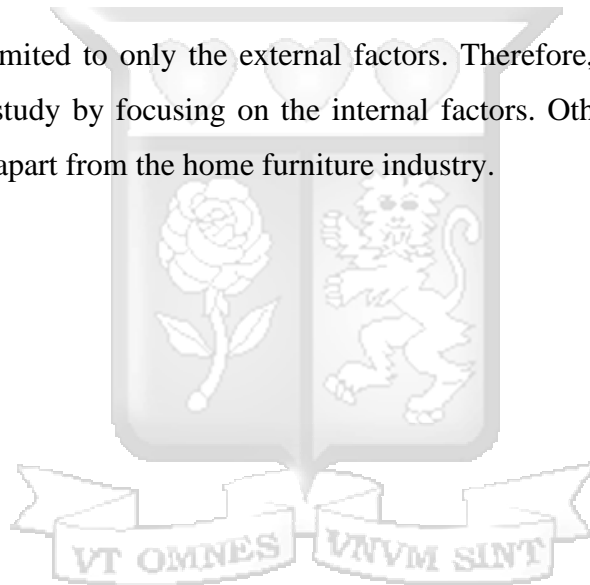 mited to only the external factors. Therefore,
study by focusing on the internal factors. Oth
apart from the home furniture industry.
VT OMNES VNVM SINT